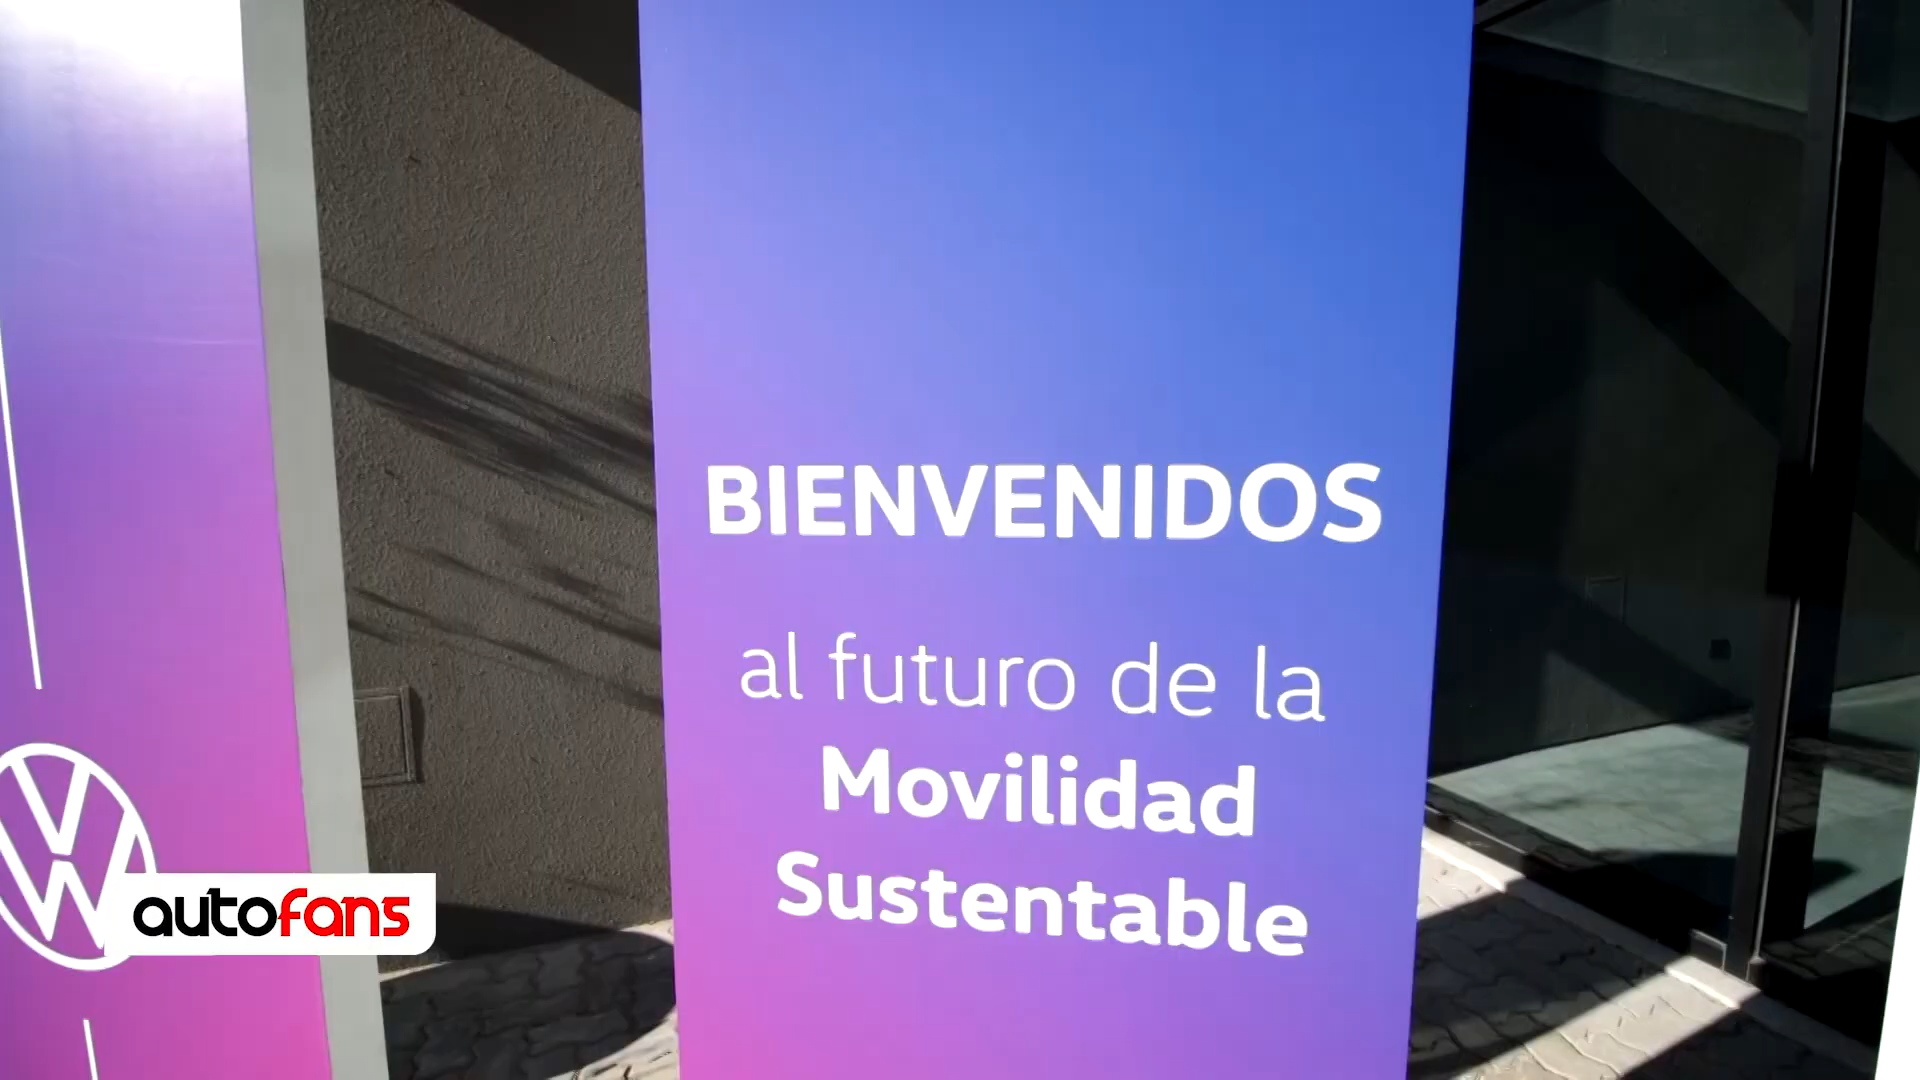 BIENVENIDOS
al futuro de la
Movilidad
Sustentable
autofans